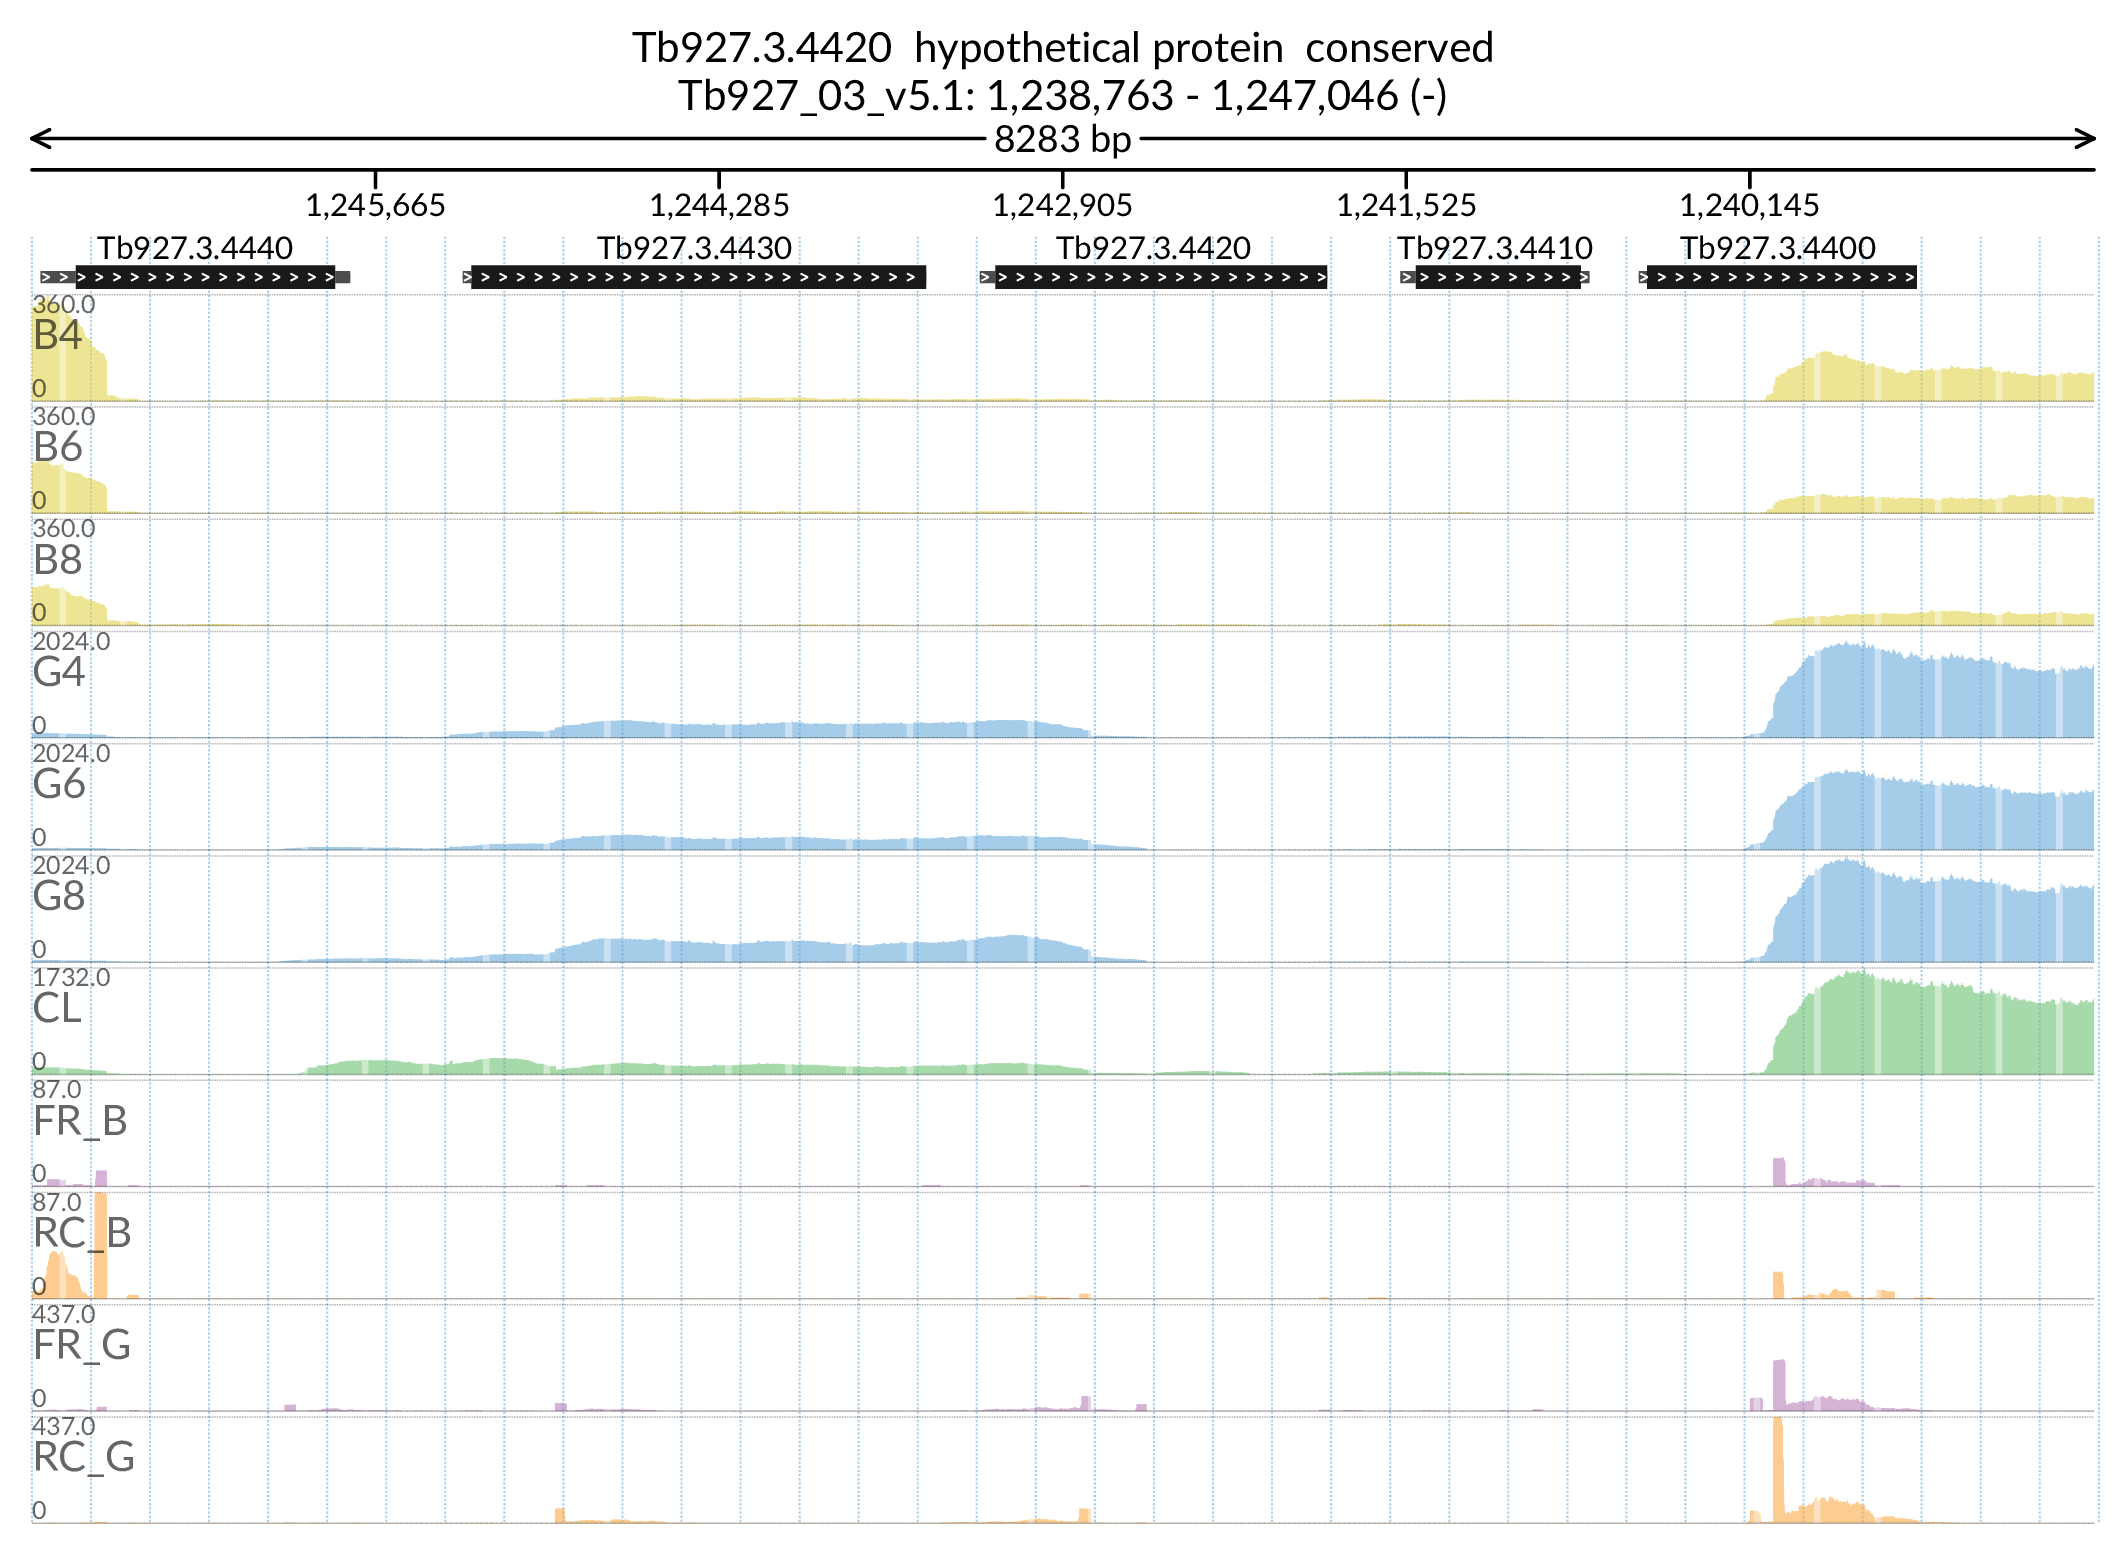 Tb927.3.4420  hypothetical protein  conserved
Tb927_03_v5.1: 1,238,763 - 1,247,046 (-)
8283 bp
1,245,665 1,244,285 1,242,905 1,241,525 1,240,145
Tb927.3.4440 Tb927.3.4430 Tb927.3.4420 Tb927.3.4410 Tb927.3.4400
360.0
B4
0
360.0
B6
0
360.0
B8
0
2024.0
G4
0
2024.0
G6
0
2024.0
G8
0
1732.0
CL
0
87.0
FR_B
0
87.0
RC_B
0
437.0
FR_G
0
437.0
RC_G
0